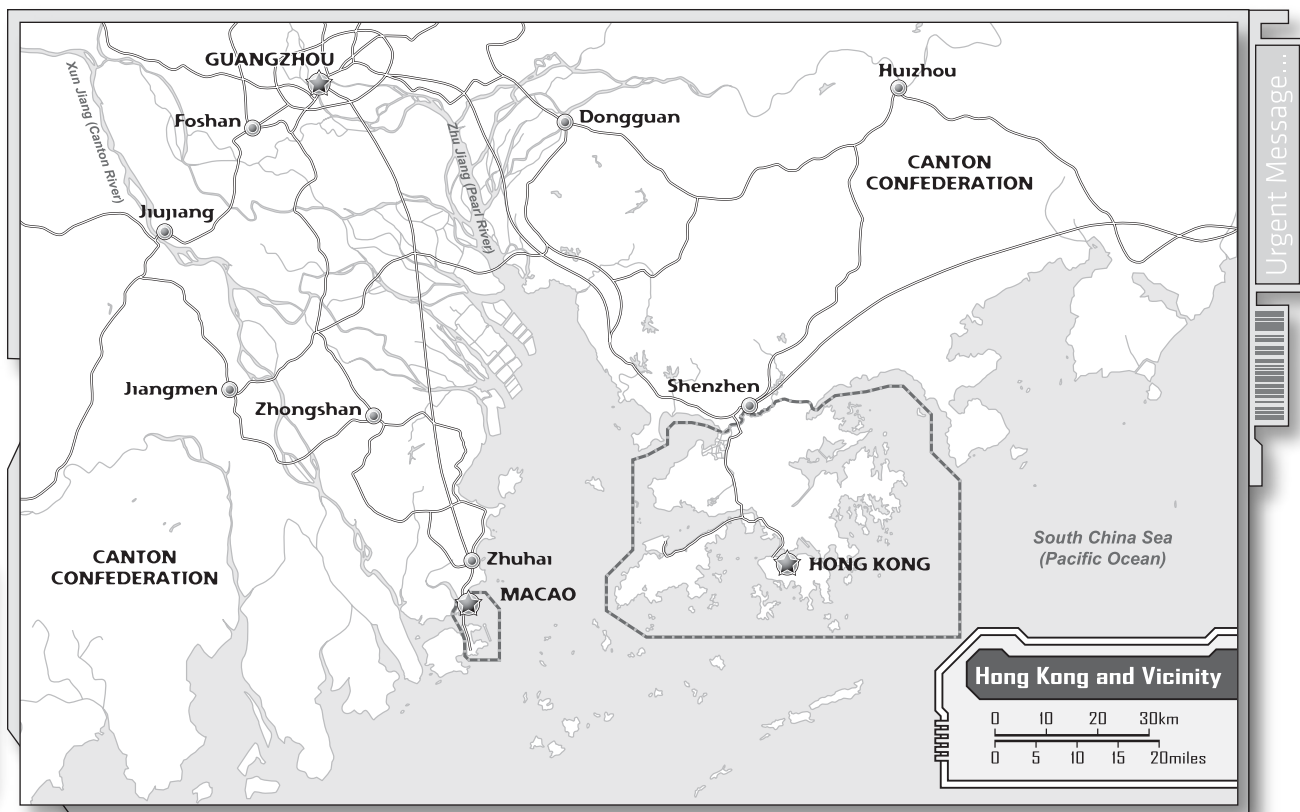 GUANGZHOU
Huizhou
Xun Jiang (Canton River)
Foshan
Dongguan
Zhu Jiang (Pearl River)
CANTON
CONFEDERATION
Jiujiang
Urgent Message...
Jiangmen
Zhongshan
Shenzhen
South China Sea
(Pacific Ocean)
CANTON
CONFEDERATION
Zhuhai
HONG KONG
MACAO
Hong Kong and Vicinity
0 10 20 30km
0 5 10 15 20miles